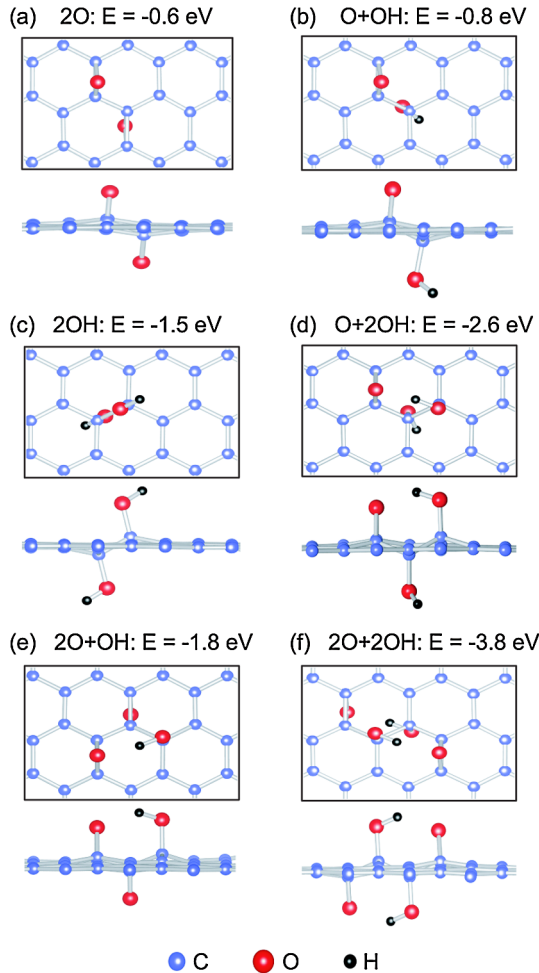 (a) 2O: E = -0.6 eV
(b) O+OH: E = -0.8 eV
(c) 2OH: E = -1.5 eV
(d) O+2OH: E = -2.6 eV
(e) 2O+OH: E = -1.8 eV
(f) 2O+2OH: E = -3.8 eV
C O H